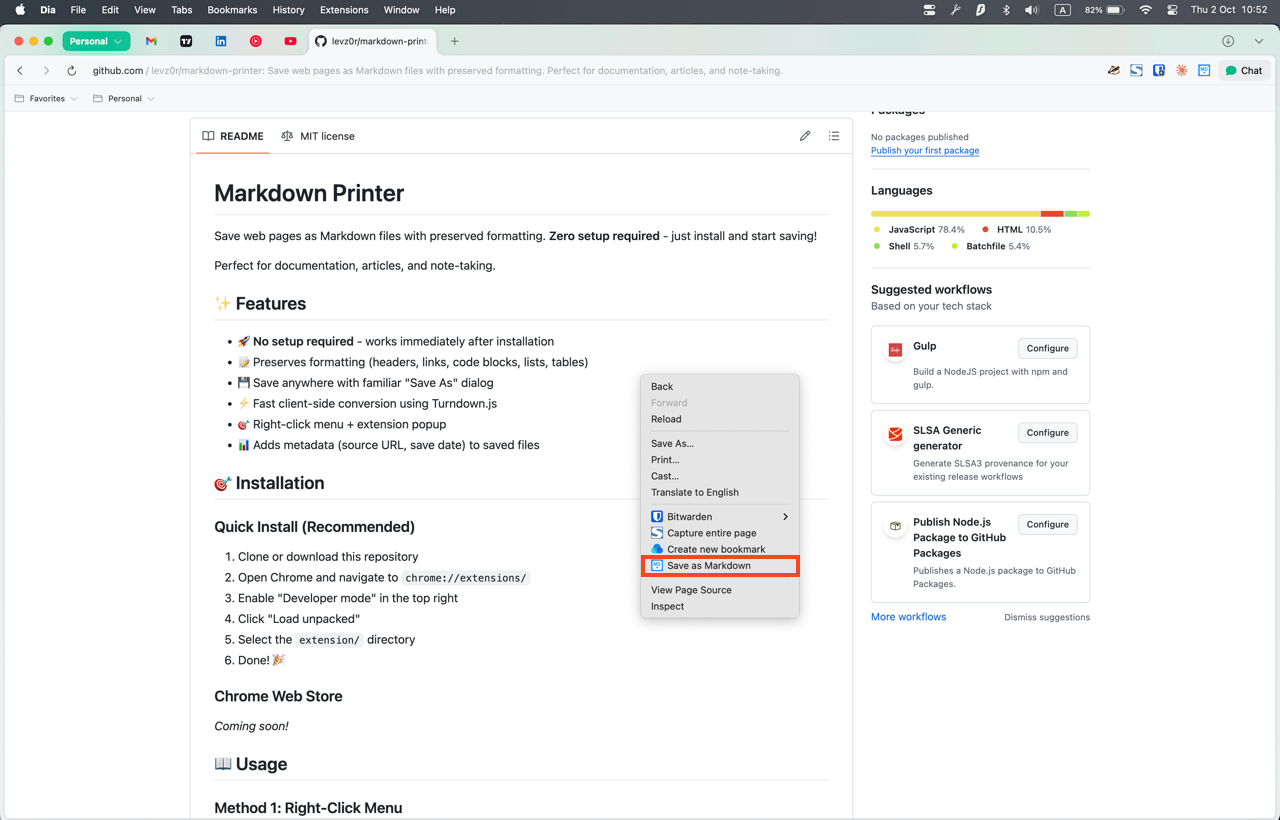 Dia File Edit View Tabs Bookmarks History Extensions Window Help A 82% Thu 2 Oct 10:52
Personal levz0r/markdown-print
github.com / levz0r/markdown-printer: Save web pages as Markdown files with preserved formatting. Perfect for documentation, articles, and note-taking. Chat
Favorites Personal
README MIT license
Markdown Printer
Save web pages as Markdown files with preserved formatting. Zero setup required - just install and start saving!
Perfect for documentation, articles, and note-taking.
✨ Features
• 🚀 No setup required - works immediately after installation
• 📝 Preserves formatting (headers, links, code blocks, lists, tables)
• 💾 Save anywhere with familiar "Save As" dialog
• ⚡ Fast client-side conversion using Turndown.js
• 🎯 Right-click menu + extension popup
• 📊 Adds metadata (source URL, save date) to saved files
🎯 Installation
Quick Install (Recommended)
1. Clone or download this repository
2. Open Chrome and navigate to chrome://extensions/
3. Enable "Developer mode" in the top right
4. Click "Load unpacked"
5. Select the extension/ directory
6. Done! 🎉
Chrome Web Store
Coming soon!
📖 Usage
Method 1: Right-Click Menu
Back
Forward
Reload
Save As...
Print...
Cast...
Translate to English
Bitwarden
Capture entire page
Create new bookmark
Save as Markdown
View Page Source
Inspect
Packages
No packages published
Publish your first package
Languages
JavaScript 78.4% HTML 10.5%
Shell 5.7% Batchfile 5.4%
Suggested workflows
Based on your tech stack
Gulp Configure
Build a NodeJS project with npm and
gulp.
SLSA Generic Configure
generator
Generate SLSA3 provenance for your
existing release workflows
Publish Node.js Configure
Package to GitHub
Packages
Publishes a Node.js package to GitHub
Packages.
More workflows Dismiss suggestions